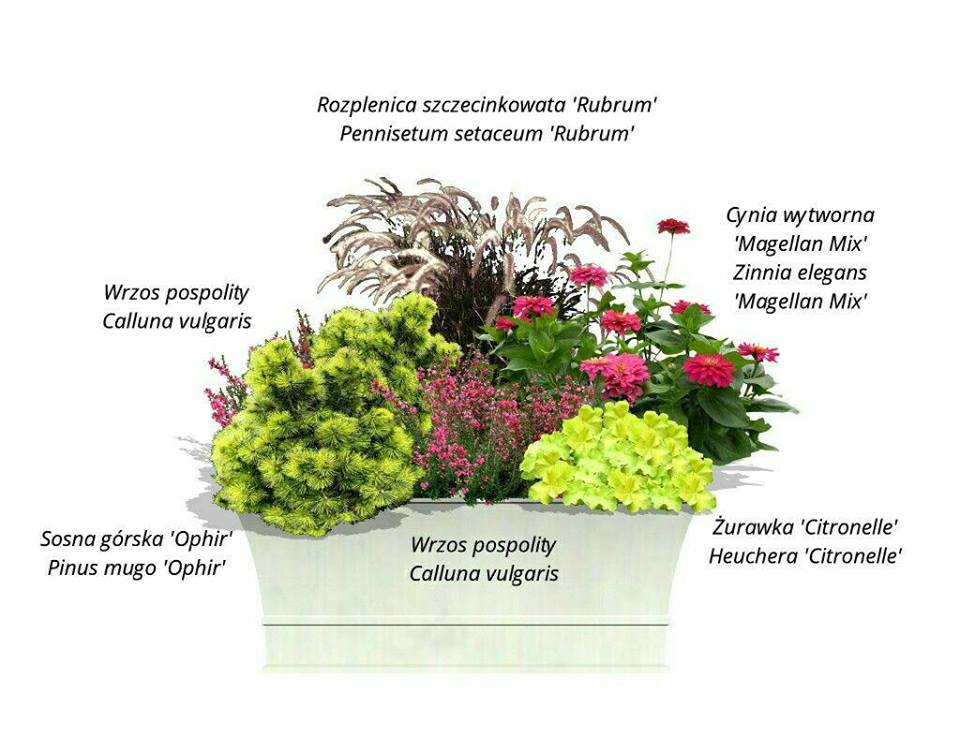 Rozplenica szczecinkowata 'Rubrum'
Pennisetum setaceum 'Rubrum'
Cynia wytworna
'Magellan Mix'
Zinnia elegans
'Magellan Mix'
Wrzos pospolity
Calluna vulgaris
Sosna górska 'Ophir'
Pinus mugo 'Ophir'
Wrzos pospolity
Calluna vulgaris
Żurawka 'Citronelle'
Heuchera 'Citronelle'